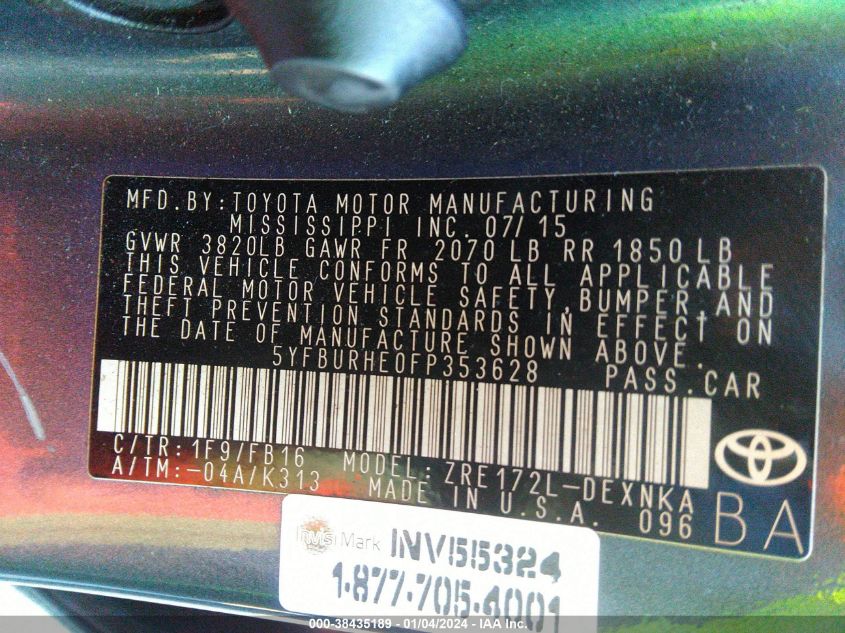 MFD.BY:TOYOTA MOTOR MANUFACTURING
MISSISSIPPI INC. 07/15
GVWR 3820LB GAWR FR 2070 LB RR 1850 LB
THIS VEHICLE CONFORMS TO ALL APPLICABLE
FEDERAL MOTOR VEHICLE SAFETY,BUMPER,AND
THEFT PREVENTION STANDARDS IN EFFECT ON
THE DATE OF MANUFACTURE SHOWN ABOVE.
5YFBURHE0FP353628 PASS.CAR
C/TR:1F9/FB16 MODEL:ZRE172L-DEXNKA
A/TM:-04A/K313 MADE IN U.S.A. 096 BA
InVisi Mark INV55324
1-877-705-4001
000-38435189 - 01/04/2024 - IAA Inc.